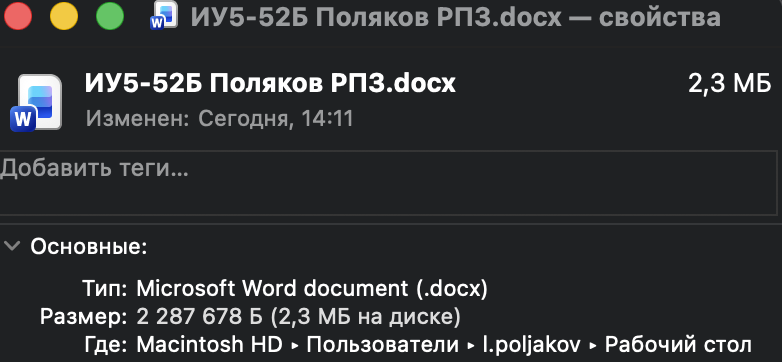 ИУ5-52Б Поляков РПЗ.docx — свойства
ИУ5-52Б Поляков РПЗ.docx 2,3 МБ
W Изменен: Сегодня, 14:11
Добавить теги...
Основные:
Тип: Microsoft Word document (.docx)
Размер: 2 287 678 Б (2,3 МБ на диске)
Где: Macintosh HD ▸ Пользователи ▸ l.poljakov ▸ Рабочий стол